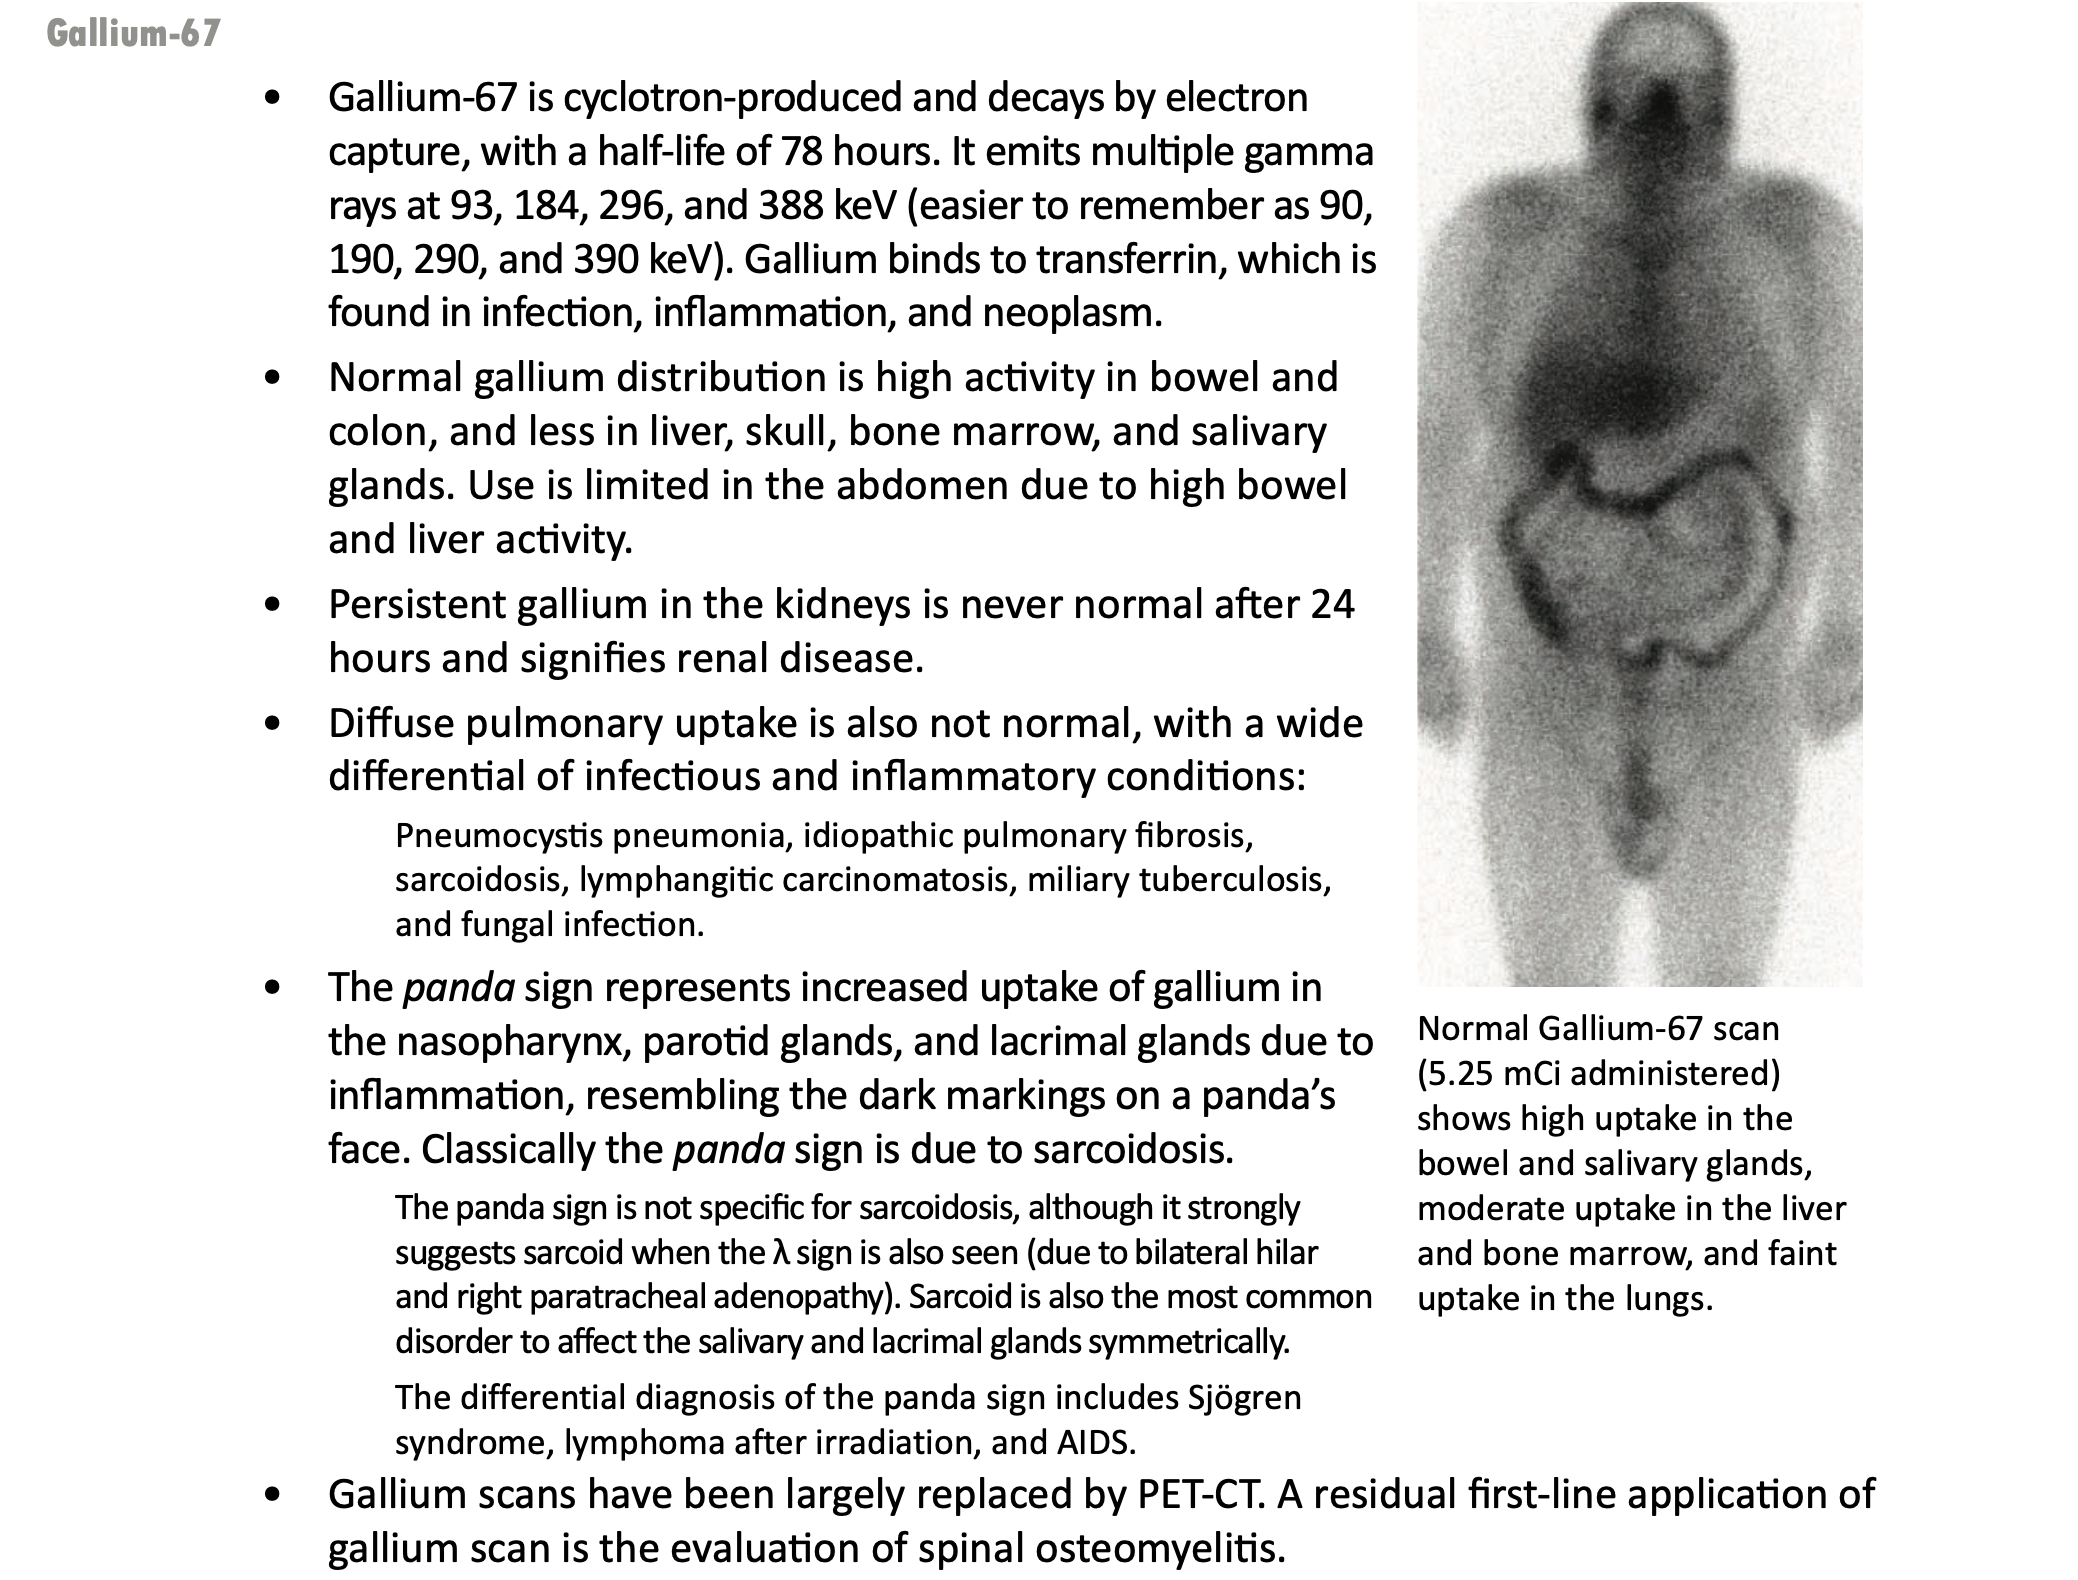 Gallium-67
• Gallium-67 is cyclotron-produced and decays by electron
capture, with a half-life of 78 hours. It emits multiple gamma
rays at 93, 184, 296, and 388 keV (easier to remember as 90,
190, 290, and 390 keV). Gallium binds to transferrin, which is
found in infection, inflammation, and neoplasm.
• Normal gallium distribution is high activity in bowel and
colon, and less in liver, skull, bone marrow, and salivary
glands. Use is limited in the abdomen due to high bowel
and liver activity.
• Persistent gallium in the kidneys is never normal after 24
hours and signifies renal disease.
• Diffuse pulmonary uptake is also not normal, with a wide
differential of infectious and inflammatory conditions:
Pneumocystis pneumonia, idiopathic pulmonary fibrosis,
sarcoidosis, lymphangitic carcinomatosis, miliary tuberculosis,
and fungal infection.
• The panda sign represents increased uptake of gallium in
the nasopharynx, parotid glands, and lacrimal glands due to
inflammation, resembling the dark markings on a panda’s
face. Classically the panda sign is due to sarcoidosis.
The panda sign is not specific for sarcoidosis, although it strongly
suggests sarcoid when the λ sign is also seen (due to bilateral hilar
and right paratracheal adenopathy). Sarcoid is also the most common
disorder to affect the salivary and lacrimal glands symmetrically.
The differential diagnosis of the panda sign includes Sjögren
syndrome, lymphoma after irradiation, and AIDS.
• Gallium scans have been largely replaced by PET-CT. A residual first-line application of
gallium scan is the evaluation of spinal osteomyelitis.
Normal Gallium-67 scan
(5.25 mCi administered)
shows high uptake in the
bowel and salivary glands,
moderate uptake in the liver
and bone marrow, and faint
uptake in the lungs.